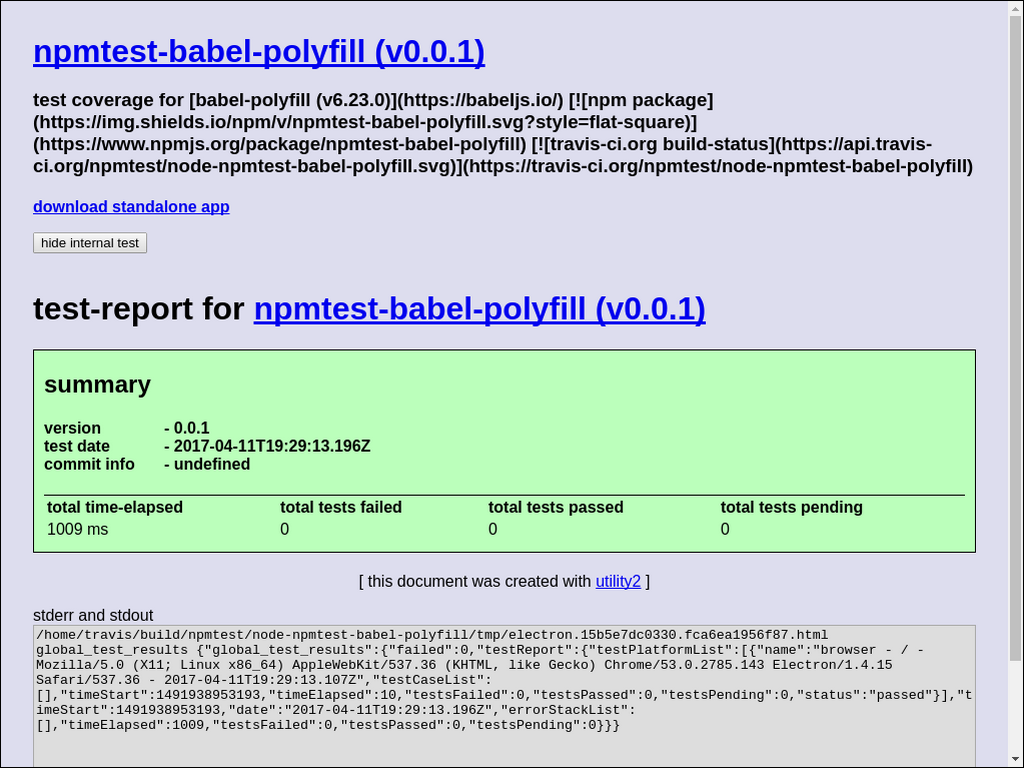 npmtest-babel-polyfill (v0.0.1)
test coverage for [babel-polyfill (v6.23.0)](https://babeljs.io/) [![npm package]
(https://img.shields.io/npm/v/npmtest-babel-polyfill.svg?style=flat-square)]
(https://www.npmjs.org/package/npmtest-babel-polyfill) [![travis-ci.org build-status](https://api.travis-
ci.org/npmtest/node-npmtest-babel-polyfill.svg)](https://travis-ci.org/npmtest/node-npmtest-babel-polyfill)
download standalone app
hide internal test
test-report for npmtest-babel-polyfill (v0.0.1)
summary
version - 0.0.1
test date - 2017-04-11T19:29:13.196Z
commit info - undefined
total time-elapsed total tests failed total tests passed total tests pending
1009 ms 0 0 0
[ this document was created with utility2 ]
stderr and stdout
/home/travis/build/npmtest/node-npmtest-babel-polyfill/tmp/electron.15b5e7dc0330.fca6ea1956f87.html
global_test_results {"global_test_results":{"failed":0,"testReport":{"testPlatformList":[{"name":"browser - / -
Mozilla/5.0 (X11; Linux x86_64) AppleWebKit/537.36 (KHTML, like Gecko) Chrome/53.0.2785.143 Electron/1.4.15
Safari/537.36 - 2017-04-11T19:29:13.107Z","testCaseList":
[],"timeStart":1491938953193,"timeElapsed":10,"testsFailed":0,"testsPassed":0,"testsPending":0,"status":"passed"}],"t
imeStart":1491938953193,"date":"2017-04-11T19:29:13.196Z","errorStackList":
[],"timeElapsed":1009,"testsFailed":0,"testsPassed":0,"testsPending":0}}}